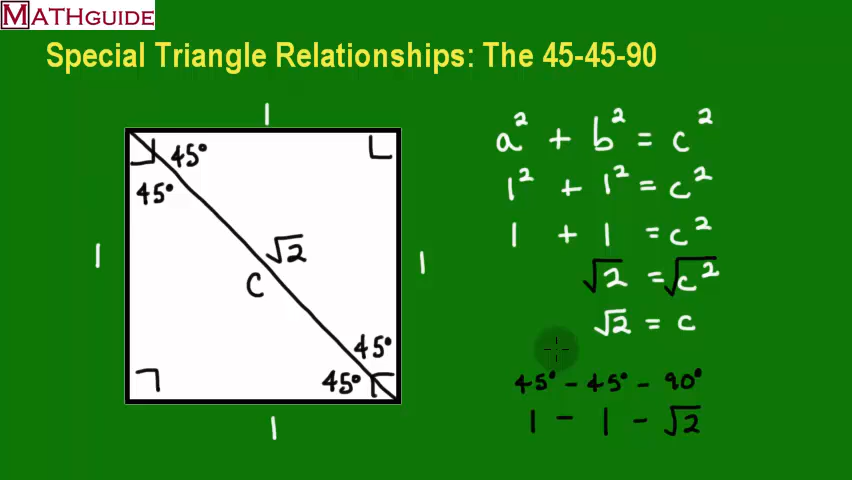 MATHGUIDE
Special Triangle Relationships: The 45-45-90
1
45°
45°
1
√2
C
1
45°
45°
1
a² + b² = c²
1² + 1² = c²
1 + 1 = c²
√2 = √c²
√2 = c
45° - 45° - 90°
1 - 1 - √2